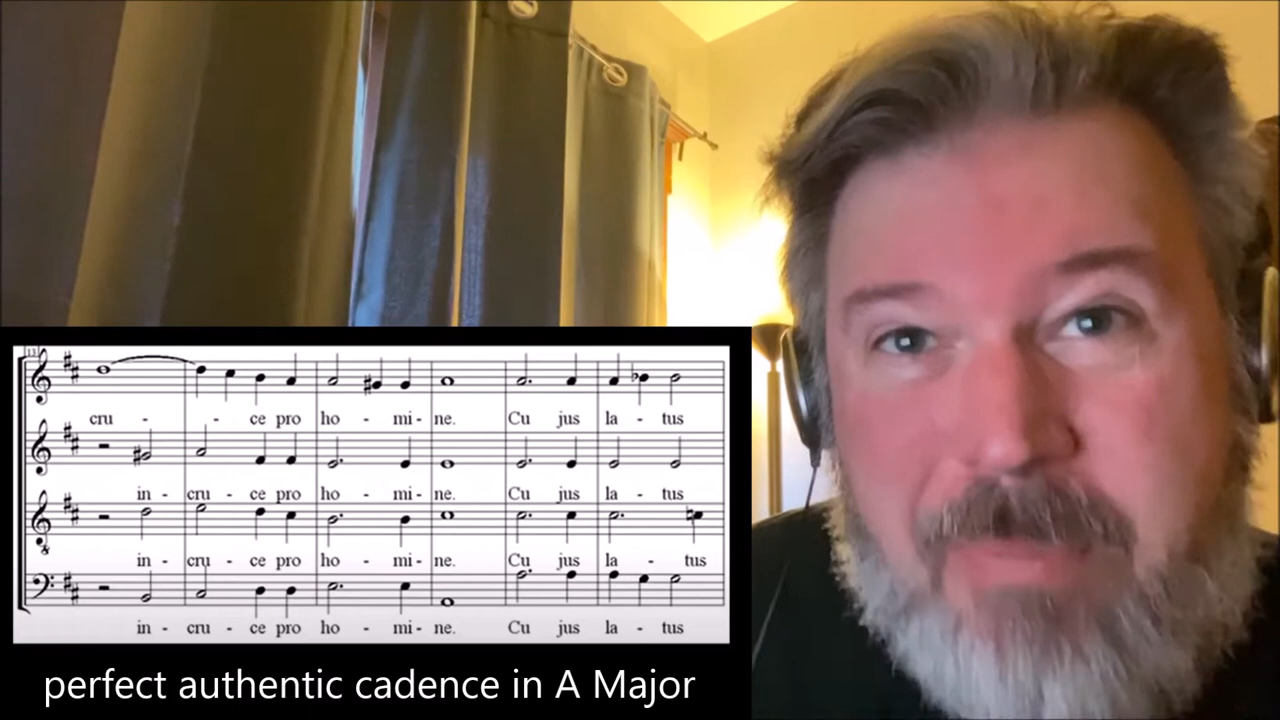 cru - - ce pro ho - mi - ne. Cu jus la - tus
in - cru - ce pro ho - mi - ne. Cu jus la - tus
in - cru - ce pro ho - mi - ne. Cu jus la - tus
in - cru - ce pro ho - mi - ne. Cu jus la - tus
perfect authentic cadence in A Major